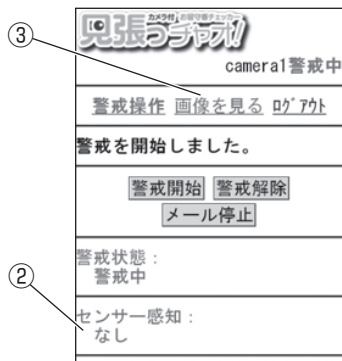 カメラ付 お留守番チェッカー
見張っチャオ!
③
camera1警戒中
警戒操作 画像を見る ログアウト
警戒を開始しました。
警戒開始 警戒解除
メール停止
警戒状態:
警戒中
②
センサー感知:
なし